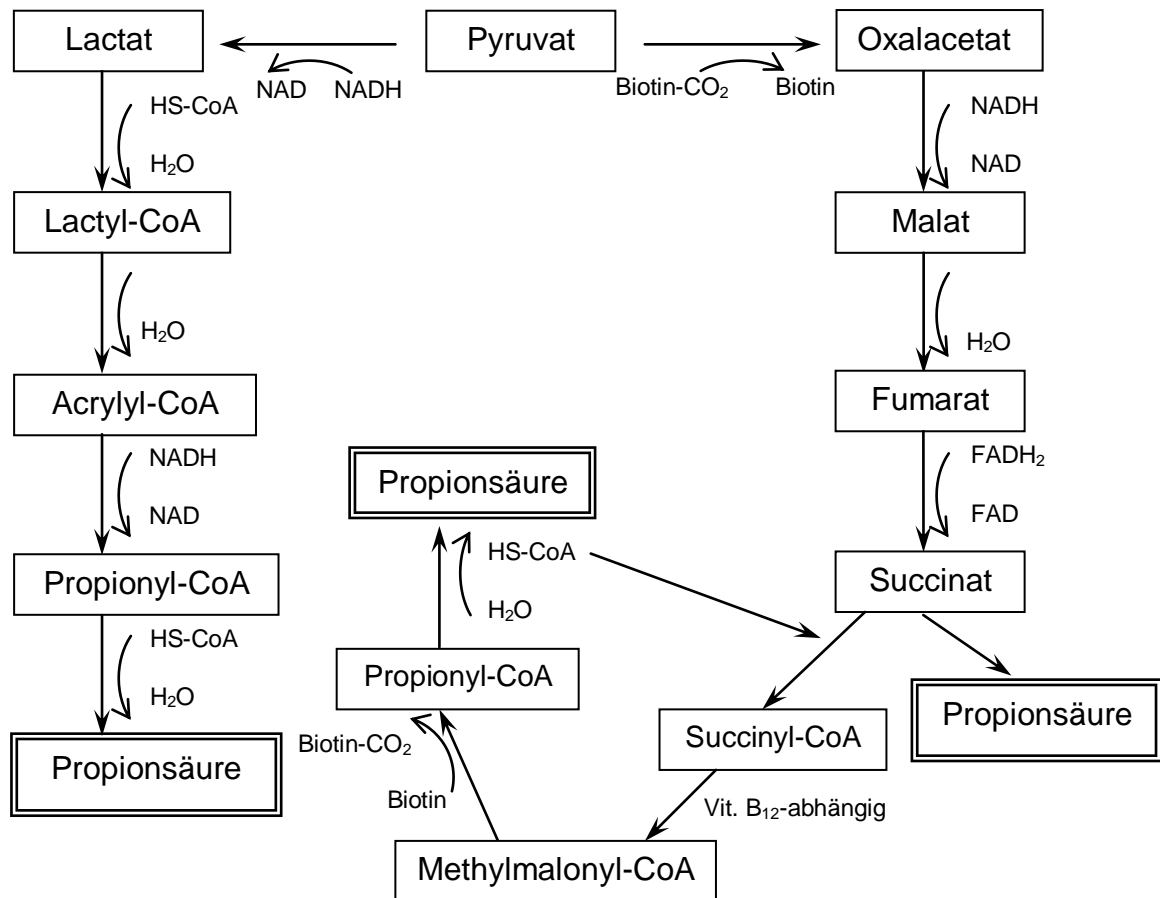 Lactat
Pyruvat
Oxalacetat
NAD
NADH
Biotin-CO₂
Biotin
HS-CoA
H₂O
NADH
NAD
Lactyl-CoA
Malat
H₂O
H₂O
Acrylyl-CoA
Fumarat
NADH
NAD
Propionsäure
FADH₂
FAD
HS-CoA
H₂O
Propionyl-CoA
Succinat
HS-CoA
H₂O
Propionyl-CoA
Propionsäure
Succinyl-CoA
Propionsäure
Biotin-CO₂
Biotin
Vit. B₁₂-abhängig
Methylmalonyl-CoA